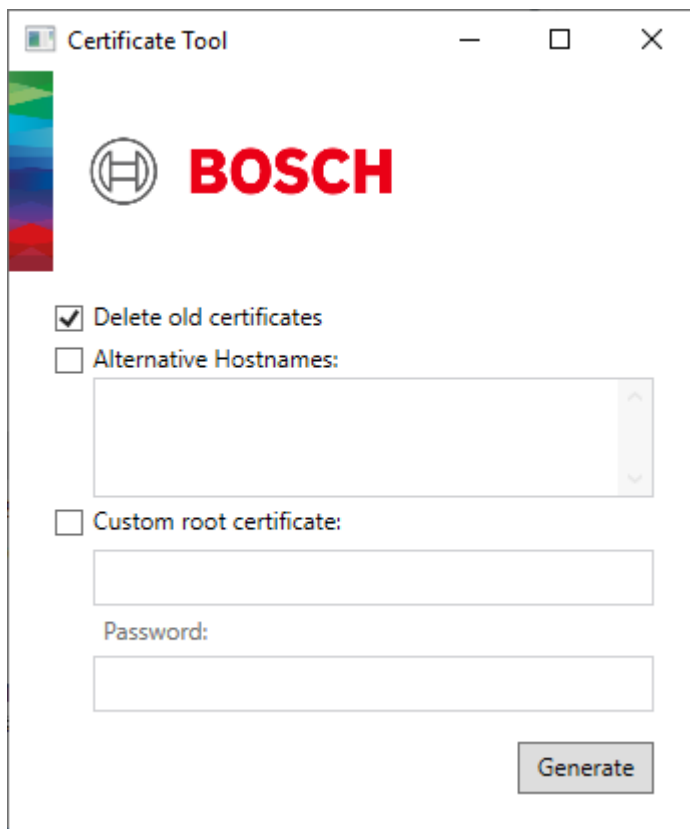 Certificate Tool
BOSCH
Delete old certificates
Alternative Hostnames:
Custom root certificate:
Password:
Generate